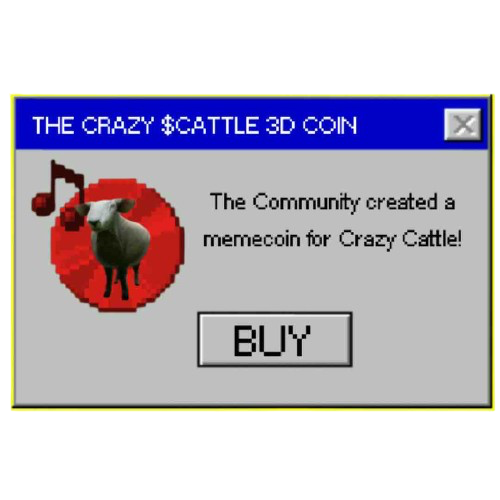 THE CRAZY $CATTLE 3D COIN
The Community created a
memecoin for Crazy Cattle!
BUY